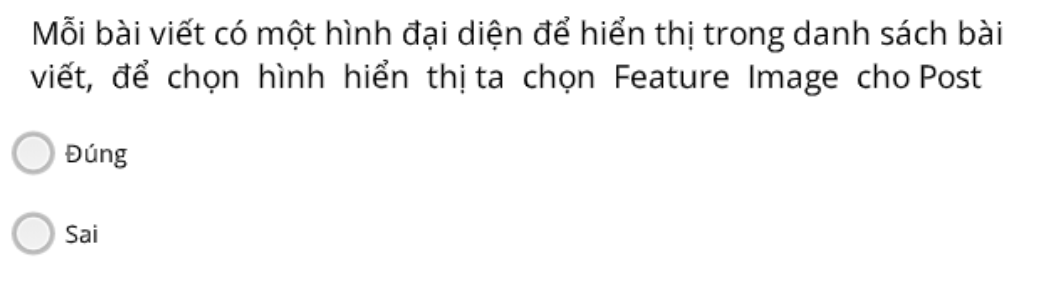 Mỗi bài viết có một hình đại diện để hiển thị trong danh sách bài
viết, để chọn hình hiển thị ta chọn Feature Image cho Post
Đúng
Sai